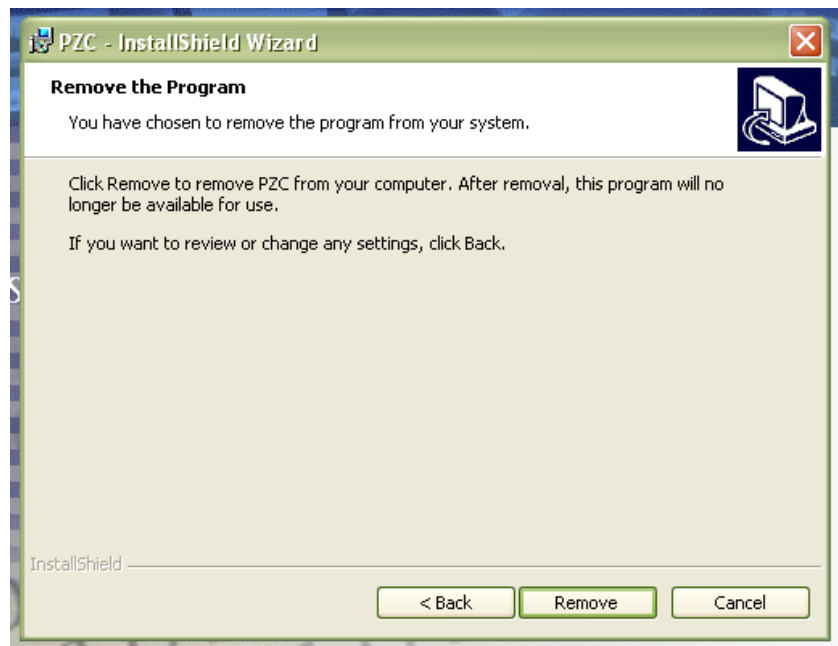 PZC - InstallShield Wizard
Remove the Program
You have chosen to remove the program from your system.
Click Remove to remove PZC from your computer. After removal, this program will no
longer be available for use.
If you want to review or change any settings, click Back.
InstallShield
< Back
Remove
Cancel